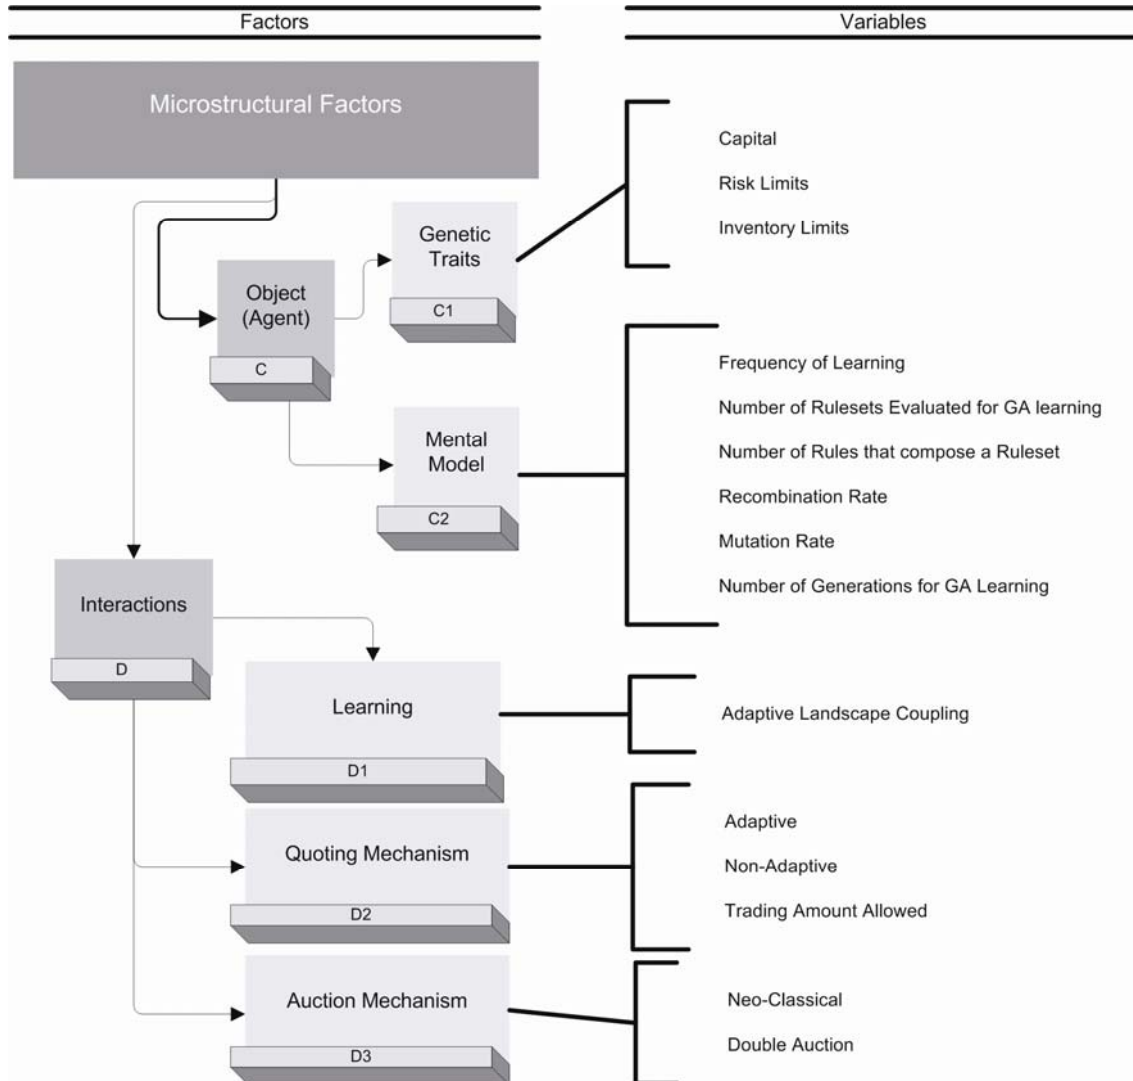 Factors
Variables
Microstructural Factors
Capital
Risk Limits
Inventory Limits
Genetic
Traits
C1
Object
(Agent)
C
Frequency of Learning
Number of Rulesets Evaluated for GA learning
Number of Rules that compose a Ruleset
Recombination Rate
Mutation Rate
Number of Generations for GA Learning
Mental
Model
C2
Interactions
D
Learning
D1
Adaptive Landscape Coupling
Quoting Mechanism
D2
Adaptive
Non-Adaptive
Trading Amount Allowed
Auction Mechanism
D3
Neo-Classical
Double Auction